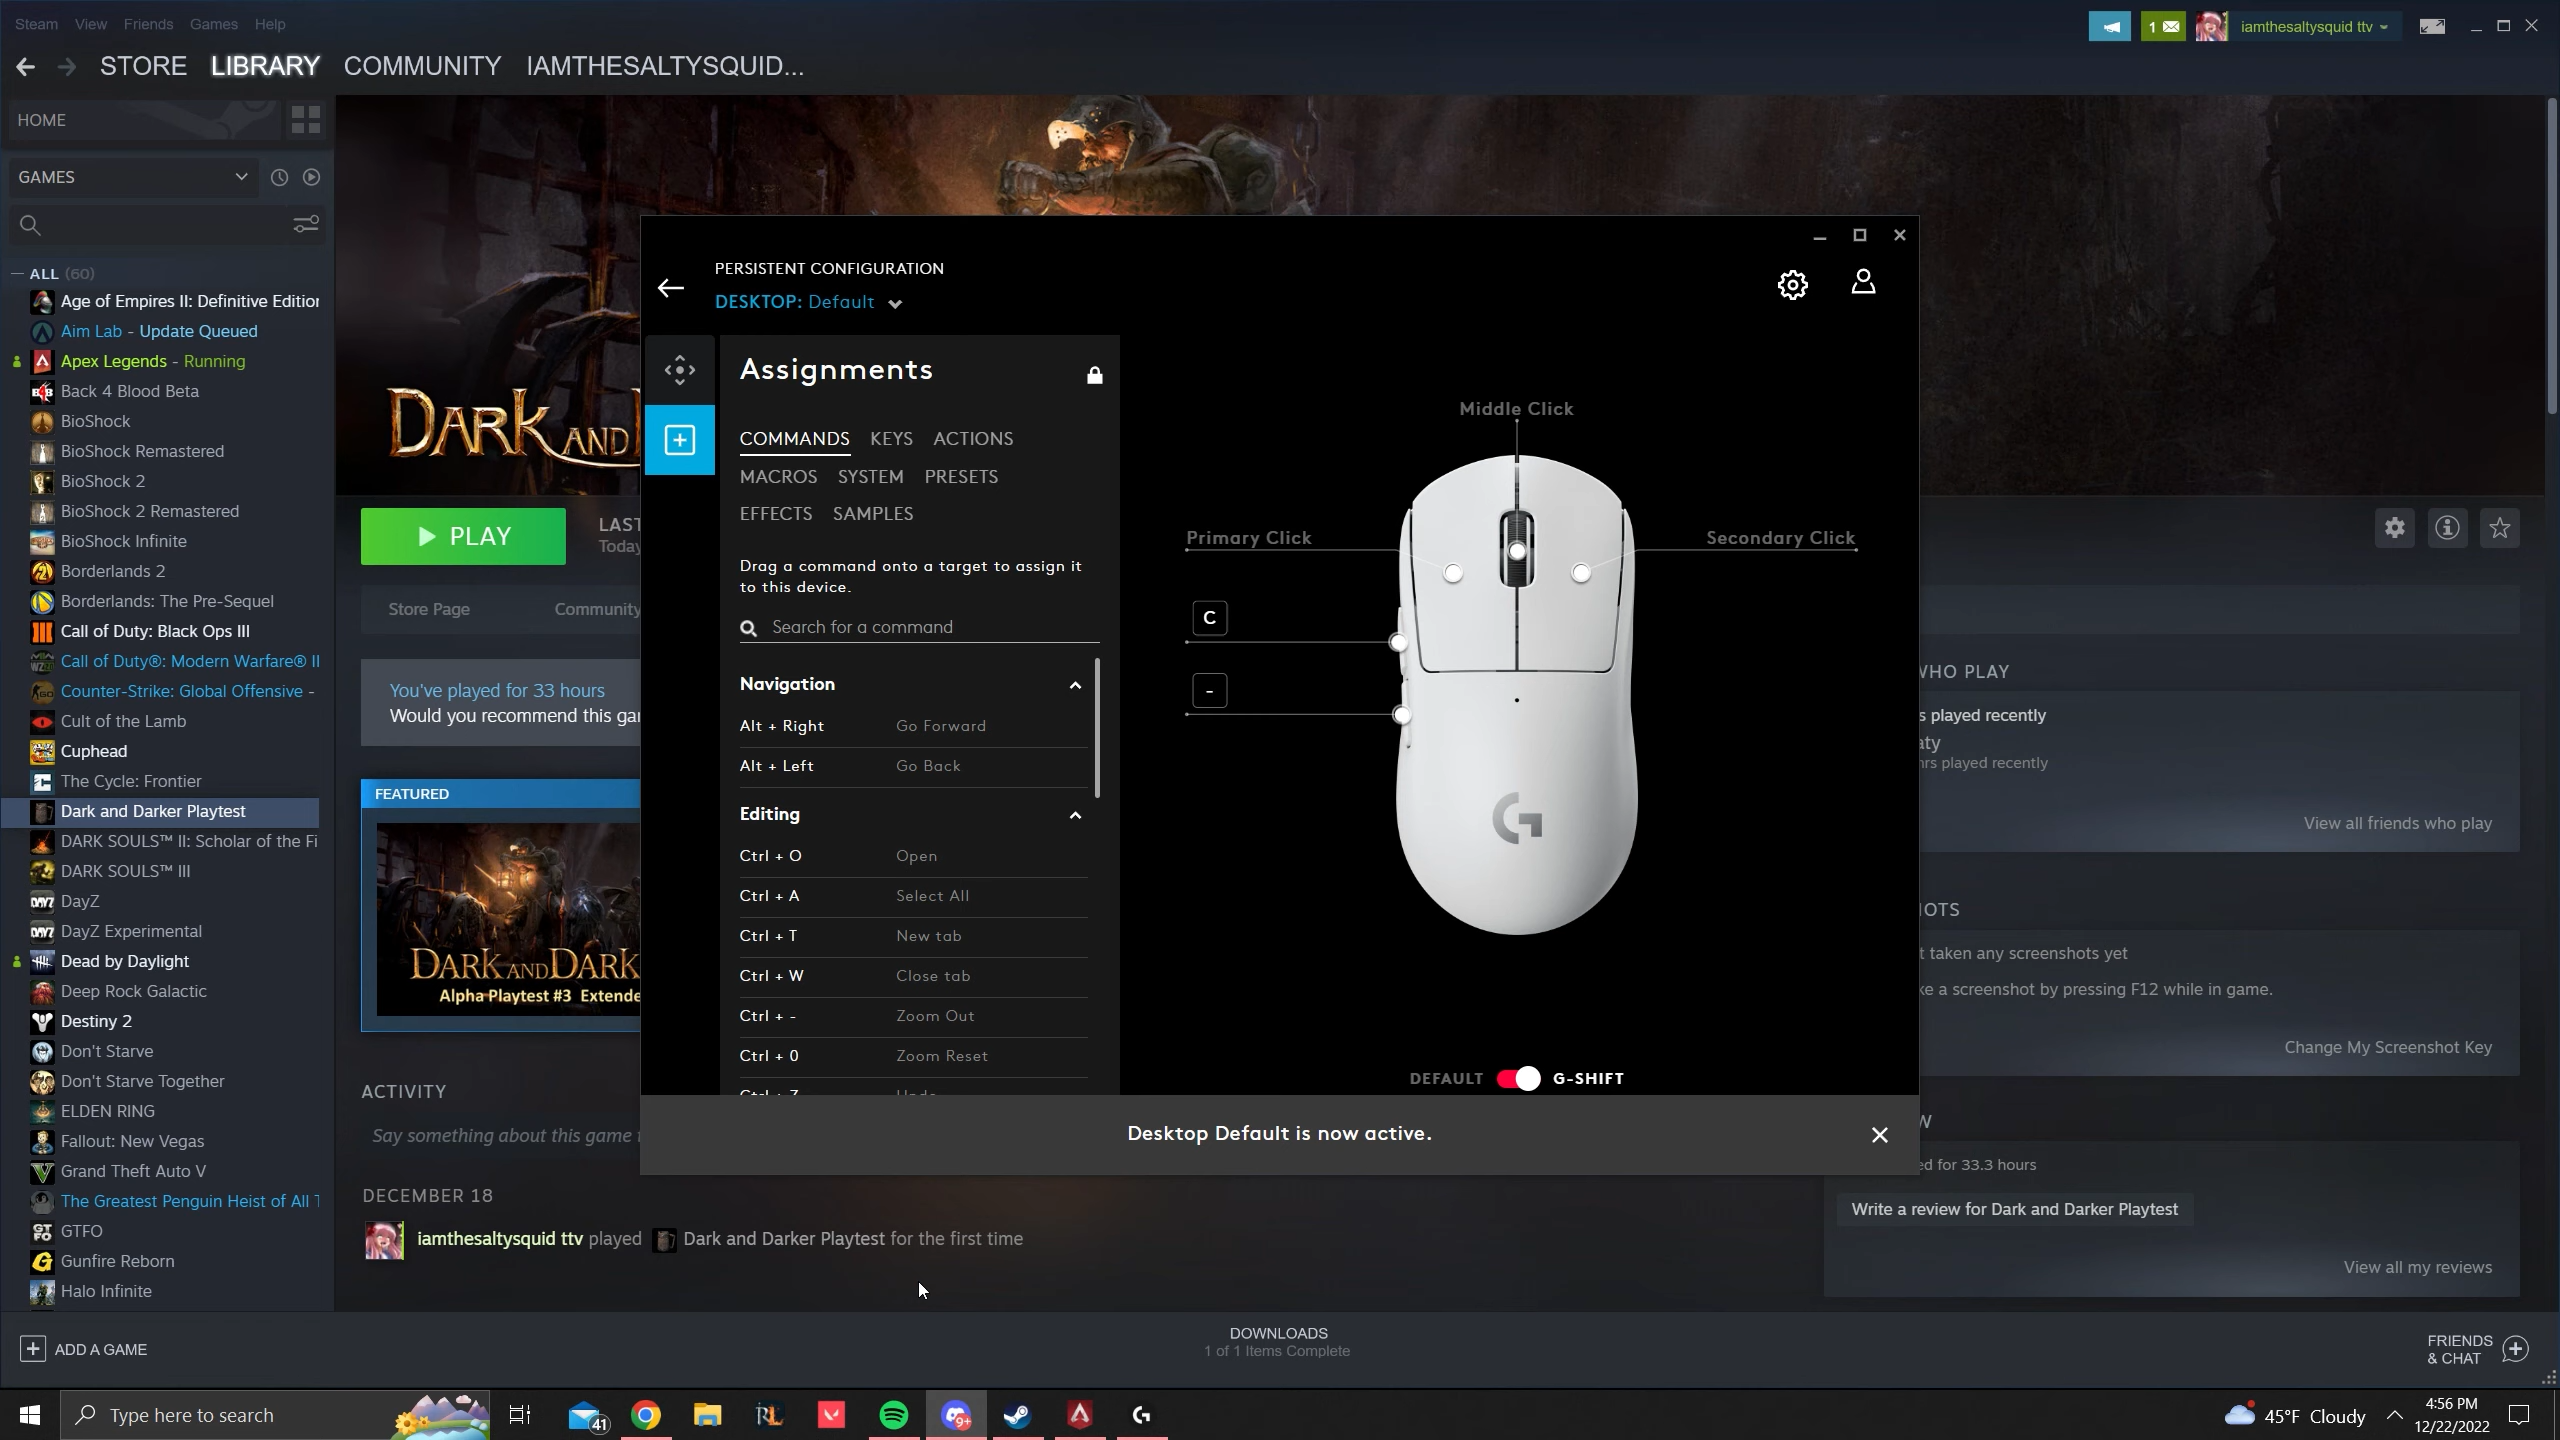 Steam View Friends Games Help
1
iamthesaltysquid ttv
STORE LIBRARY COMMUNITY IAMTHESALTYSQUID...
HOME
GAMES
ALL (60)
Age of Empires II: Definitive Edition
Aim Lab - Update Queued
Apex Legends - Running
Back 4 Blood Beta
BioShock
BioShock Remastered
BioShock 2
BioShock 2 Remastered
BioShock Infinite
Borderlands 2
Borderlands: The Pre-Sequel
Call of Duty: Black Ops III
Call of Duty®: Modern Warfare® II
Counter-Strike: Global Offensive -
Cult of the Lamb
Cuphead
The Cycle: Frontier
Dark and Darker Playtest
DARK SOULS™ II: Scholar of the Fi
DARK SOULS™ III
DayZ
DayZ Experimental
Dead by Daylight
Deep Rock Galactic
Destiny 2
Don't Starve
Don't Starve Together
ELDEN RING
Fallout: New Vegas
Grand Theft Auto V
The Greatest Penguin Heist of All T
GTFO
Gunfire Reborn
Halo Infinite
DARK AND
PLAY
LAST
Today
Store Page Community
You've played for 33 hours
Would you recommend this gam
FEATURED
DARK AND DARK
Alpha Playtest #3 Extende
ACTIVITY
Say something about this game
DECEMBER 18
iamthesaltysquid ttv played Dark and Darker Playtest for the first time
PERSISTENT CONFIGURATION
DESKTOP: Default
Assignments
COMMANDS KEYS ACTIONS
MACROS SYSTEM PRESETS
EFFECTS SAMPLES
Drag a command onto a target to assign it
to this device.
Search for a command
Navigation
Alt + Right Go Forward
Alt + Left Go Back
Editing
Ctrl + O Open
Ctrl + A Select All
Ctrl + T New tab
Ctrl + W Close tab
Ctrl + - Zoom Out
Ctrl + 0 Zoom Reset
Ctrl + Z Undo
Middle Click
Primary Click
Secondary Click
C
-
DEFAULT G-SHIFT
Desktop Default is now active.
WHO PLAY
s played recently
aty
hrs played recently
View all friends who play
OTS
t taken any screenshots yet
ke a screenshot by pressing F12 while in game.
Change My Screenshot Key
W
ed for 33.3 hours
Write a review for Dark and Darker Playtest
View all my reviews
ADD A GAME
DOWNLOADS
1 of 1 Items Complete
FRIENDS
& CHAT
Type here to search
41
9+
45°F Cloudy
4:56 PM
12/22/2022